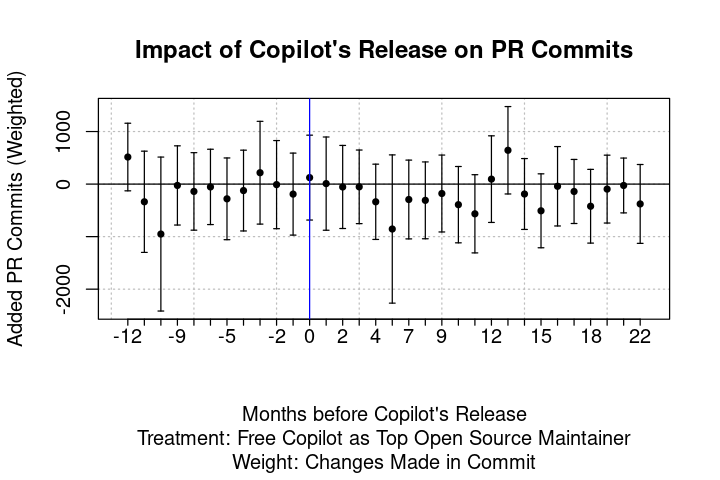 Impact of Copilot's Release on PR Commits
Added PR Commits (Weighted)
1000
0
-2000
-12 -9 -5 -2 0 2 4 7 9 12 15 18 22
Months before Copilot's Release
Treatment: Free Copilot as Top Open Source Maintainer
Weight: Changes Made in Commit